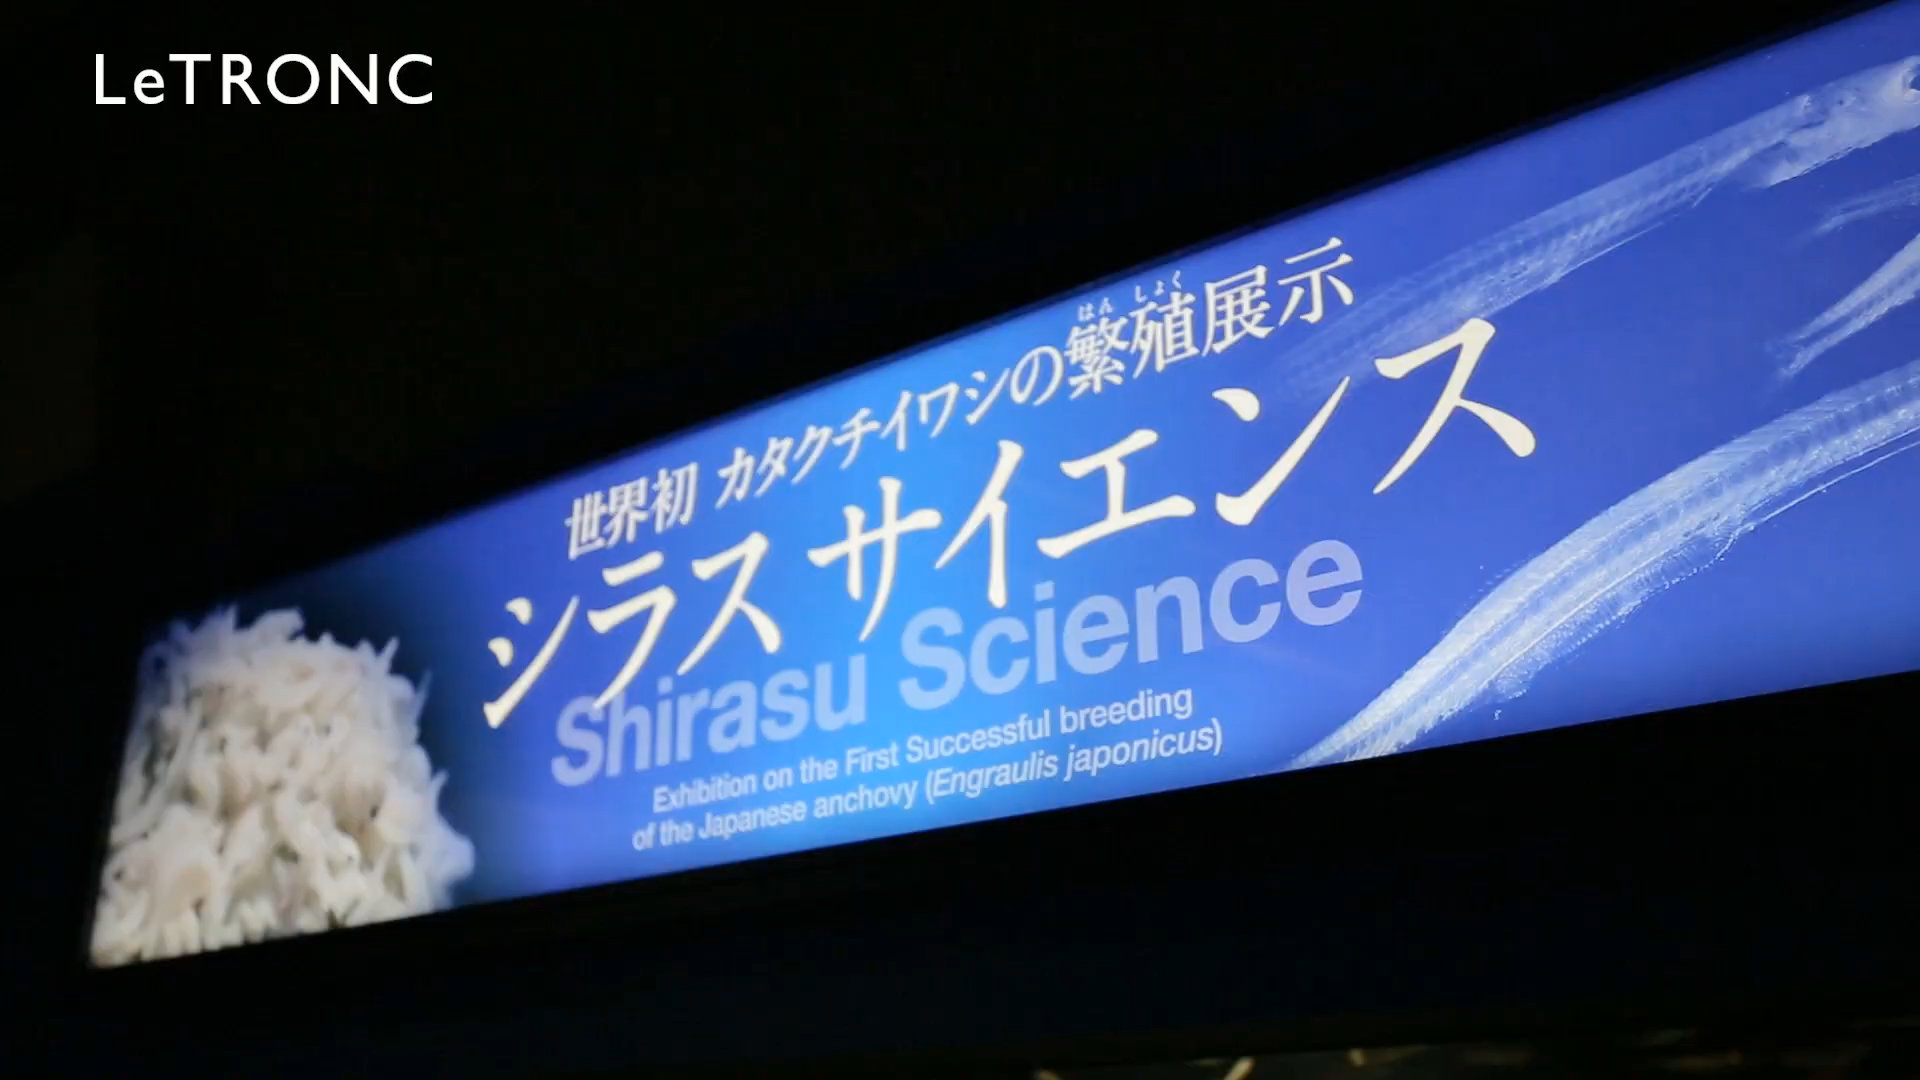 LeTRONC
世界初 カタクチイワシの繁殖展示
はん しょく
シラス サイエンス
Shirasu Science
Exhibition on the First Successful breeding
of the Japanese anchovy (Engraulis japonicus)